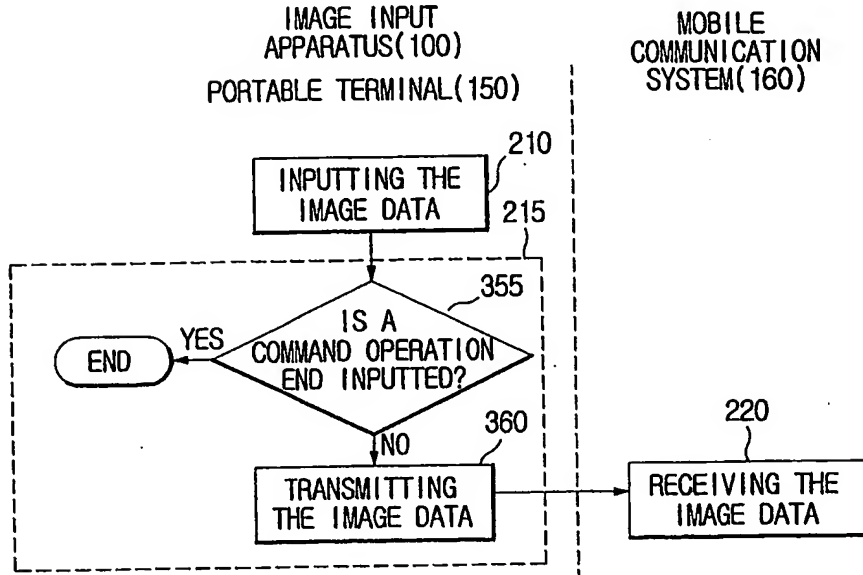 IMAGE INPUT
APPARATUS(100)
PORTABLE TERMINAL(150)
MOBILE
COMMUNICATION
SYSTEM(160)
210
INPUTTING THE
IMAGE DATA
215
355
IS A
COMMAND OPERATION
END INPUTTED?
YES
END
NO
360
TRANSMITTING
THE IMAGE DATA
220
RECEIVING THE
IMAGE DATA